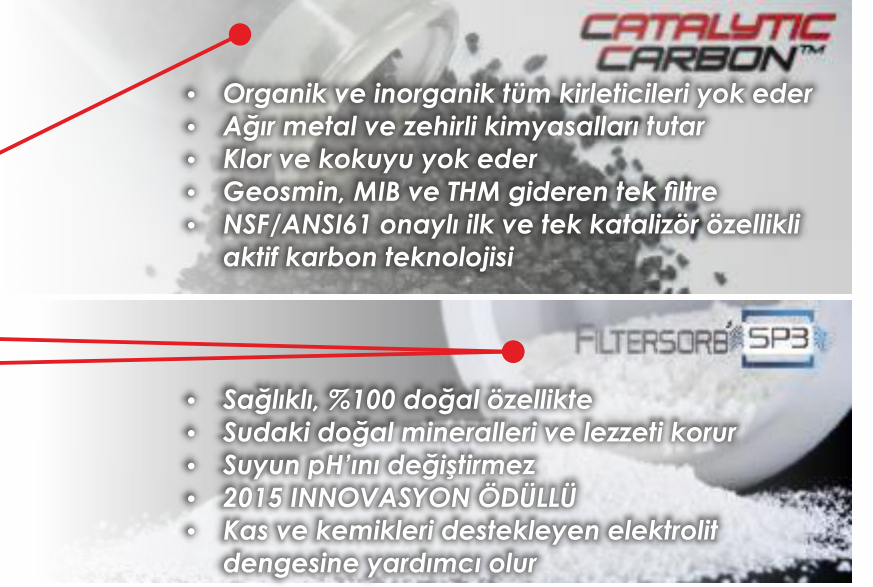 CATALYTIC
CARBON™
• Organik ve inorganik tüm kirleticileri yok eder
• Ağır metal ve zehirli kimyasalları tutar
• Klor ve kokuyu yok eder
• Geosmin, MIB ve THM gideren tek filtre
• NSF/ANSI61 onaylı ilk ve tek katalizör özellikli
aktif karbon teknolojisi
FILTERSORB SP3
• Sağlıklı, %100 doğal özellikte
• Sudaki doğal mineralleri ve lezzeti korur
• Suyun pH’ını değiştirmez
• 2015 INNOVASYON ÖDÜLLÜ
• Kas ve kemikleri destekleyen elektrolit
dengesine yardımcı olur